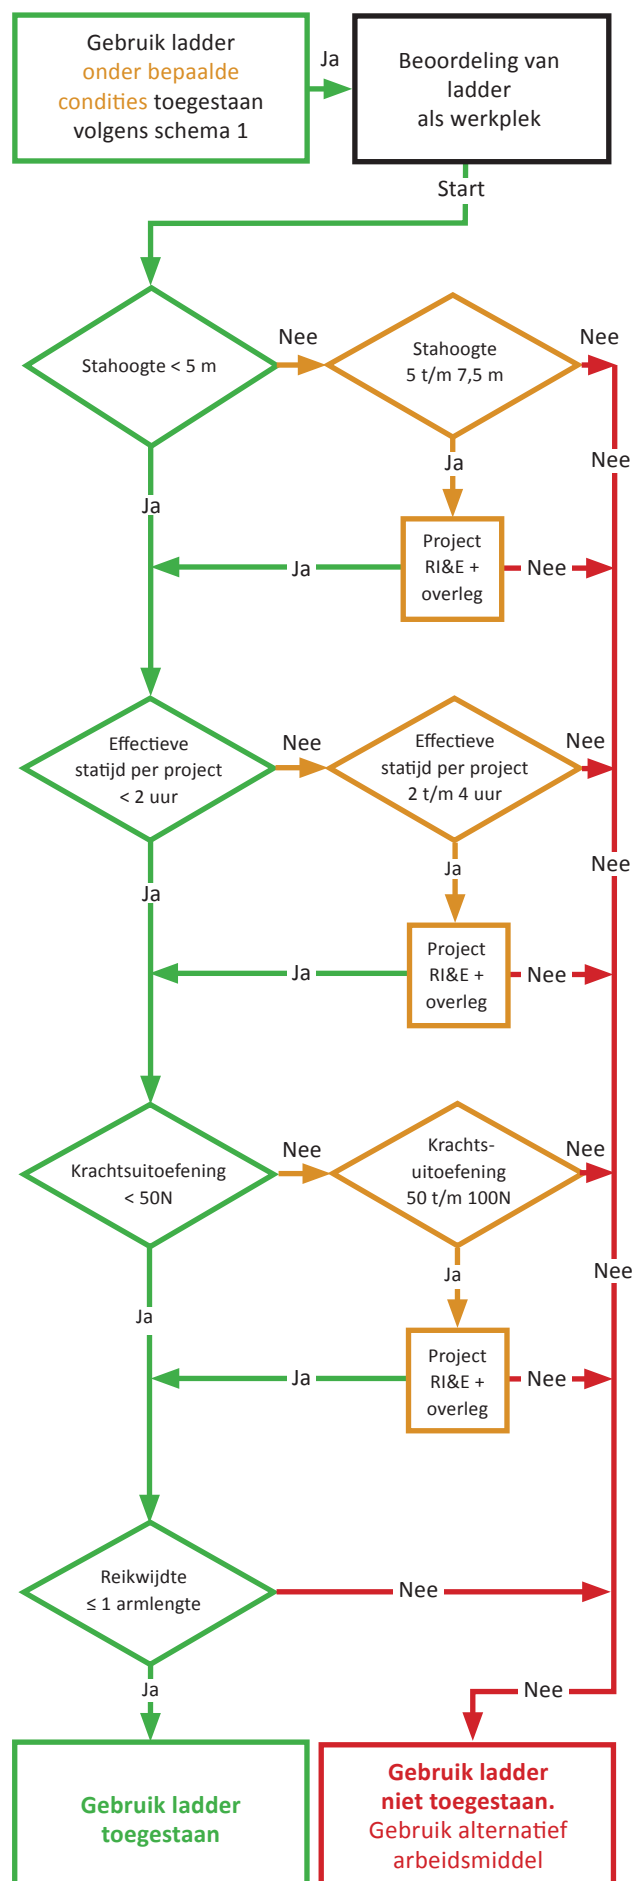 Gebruik ladder
onder bepaalde
condities toegestaan
volgens schema 1
Ja
Beoordeling van
ladder
als werkplek
Start
Stahoogte < 5 m
Nee
Stahoogte
5 t/m 7,5 m
Nee
Nee
Ja
Ja
Project
RI&E +
overleg
Ja
Nee
Effectieve
statijd per project
< 2 uur
Nee
Effectieve
statijd per project
2 t/m 4 uur
Nee
Nee
Ja
Ja
Project
RI&E +
overleg
Ja
Nee
Krachtsuitoefening
< 50N
Nee
Krachts-
uitoefening
50 t/m 100N
Nee
Nee
Ja
Ja
Project
RI&E +
overleg
Ja
Nee
Reikwijdte
≤ 1 armlengte
Nee
Ja
Nee
Gebruik ladder
toegestaan
Gebruik ladder
niet toegestaan.
Gebruik alternatief
arbeidsmiddel